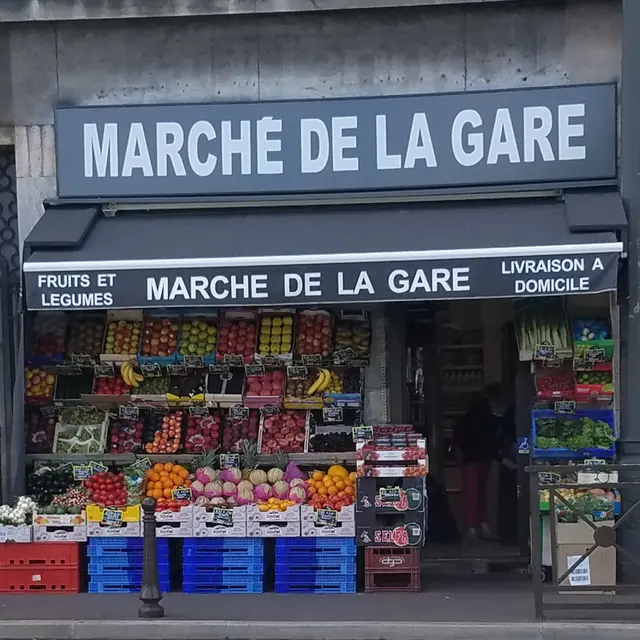 MARCHÉ DE LA GARE
FRUITS ET
LEGUMES
MARCHE DE LA GARE
LIVRAISON A
DOMICILE